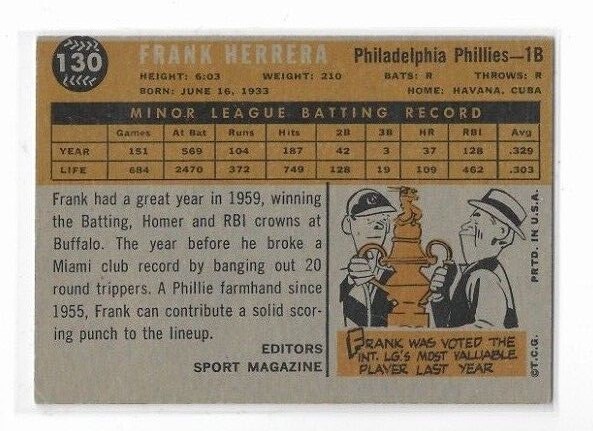 130
FRANK HERRERA
Philadelphia Phillies—1B
HEIGHT: 6:03 WEIGHT: 210 BATS: R THROWS: R
BORN: JUNE 16, 1933 HOME: HAVANA, CUBA
MINOR LEAGUE BATTING RECORD
Games At Bat Runs Hits 2B 3B HR RBI Avg
YEAR 151 569 104 187 42 3 37 128 .329
LIFE 684 2470 372 749 128 19 109 462 .303
Frank had a great year in 1959, winning
the Batting, Homer and RBI crowns at
Buffalo. The year before he broke a
Miami club record by banging out 20
round trippers. A Phillie farmhand since
1955, Frank can contribute a solid scor-
ing punch to the lineup.
EDITORS
SPORT MAGAZINE
FRANK WAS VOTED THE
INT. LG.'S MOST VALUABLE
PLAYER LAST YEAR
©T.C.G. PRTD. IN U.S.A.